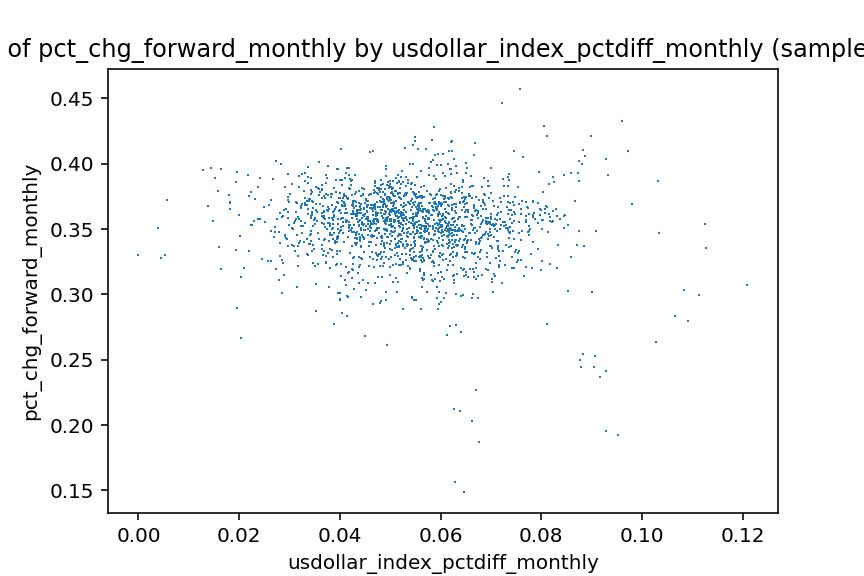 of pct_chg_forward_monthly by usdollar_index_pctdiff_monthly (sample
0.45
0.40
0.35
0.30
0.25
0.20
0.15
pct_chg_forward_monthly
0.00 0.02 0.04 0.06 0.08 0.10 0.12
usdollar_index_pctdiff_monthly